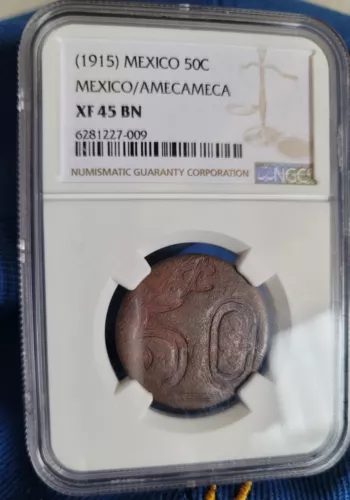 (1915) MEXICO 50C
MEXICO/AMECAMECA
XF 45 BN
6281227-009
NUMISMATIC GUARANTY CORPORATION
NGC
50